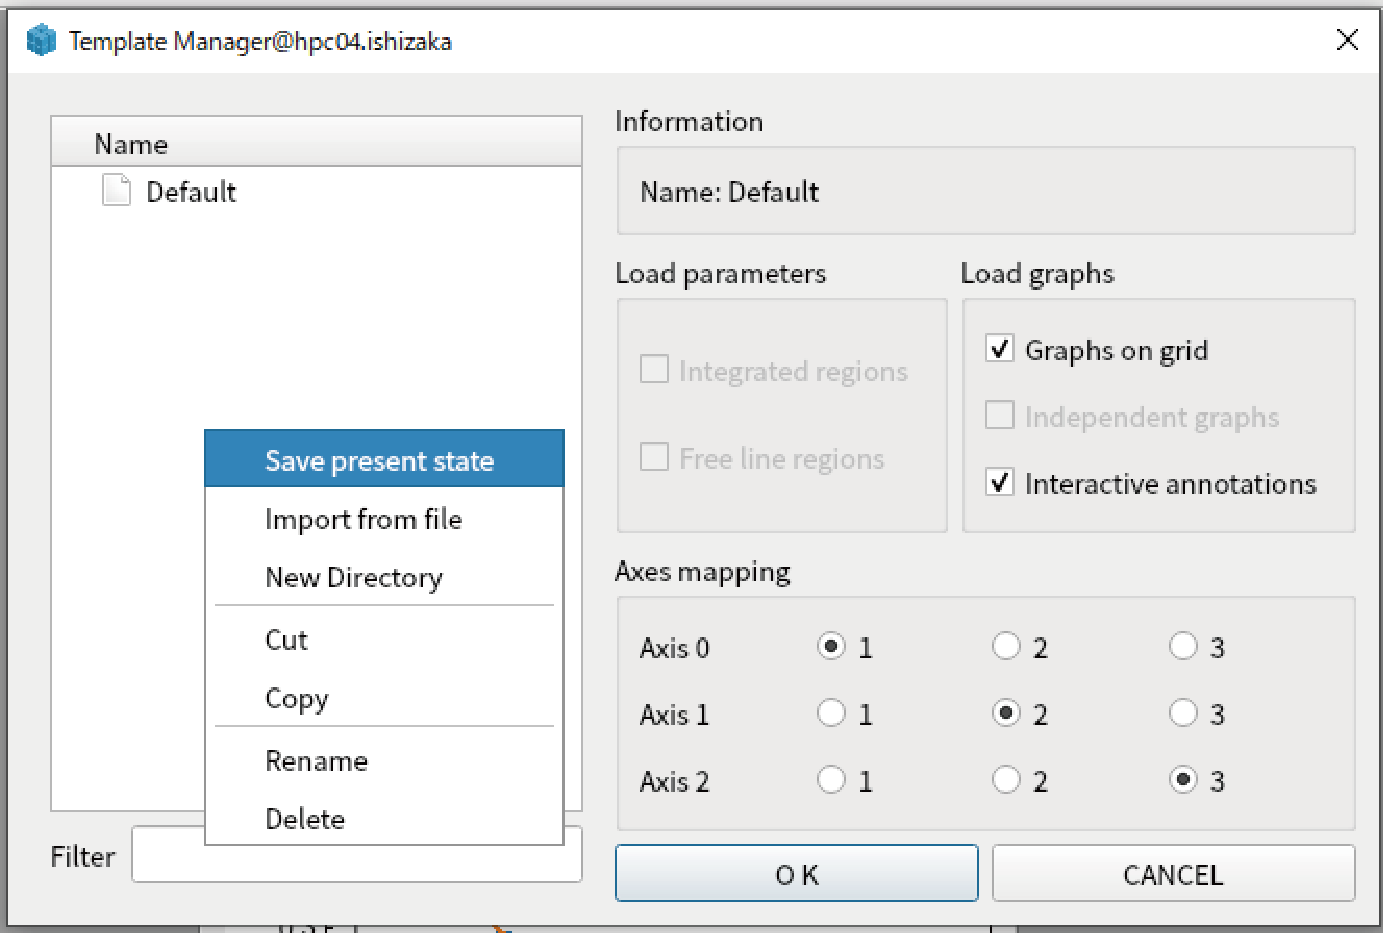 Template Manager@hpc04.ishizaka
Name
Default
Save present state
Import from file
New Directory
Cut
Copy
Rename
Delete
Filter
Information
Name: Default
Load parameters
Integrated regions
Free line regions
Load graphs
Graphs on grid
Independent graphs
Interactive annotations
Axes mapping
Axis 0 1 2 3
Axis 1 1 2 3
Axis 2 1 2 3
OK
CANCEL